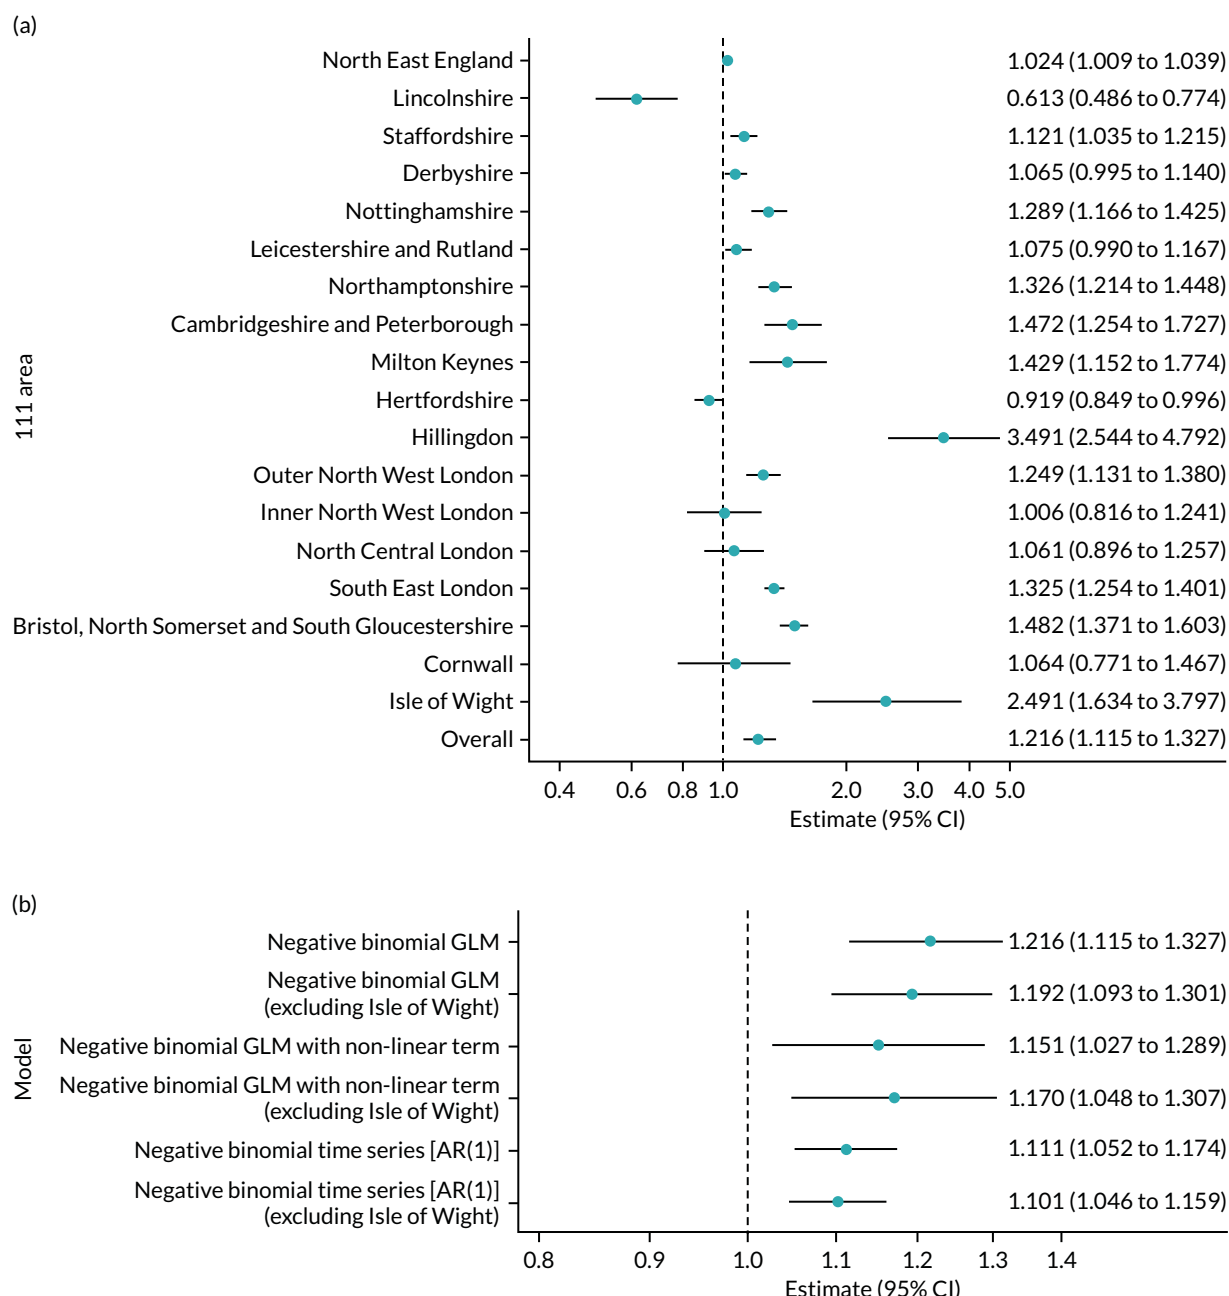 (a)
North East England 1.024 (1.009 to 1.039)
Lincolnshire 0.613 (0.486 to 0.774)
Staffordshire 1.121 (1.035 to 1.215)
Derbyshire 1.065 (0.995 to 1.140)
Nottinghamshire 1.289 (1.166 to 1.425)
Leicestershire and Rutland 1.075 (0.990 to 1.167)
Northamptonshire 1.326 (1.214 to 1.448)
Cambridgeshire and Peterborough 1.472 (1.254 to 1.727)
Milton Keynes 1.429 (1.152 to 1.774)
Hertfordshire 0.919 (0.849 to 0.996)
Hillingdon 3.491 (2.544 to 4.792)
Outer North West London 1.249 (1.131 to 1.380)
Inner North West London 1.006 (0.816 to 1.241)
North Central London 1.061 (0.896 to 1.257)
South East London 1.325 (1.254 to 1.401)
Bristol, North Somerset and South Gloucestershire 1.482 (1.371 to 1.603)
Cornwall 1.064 (0.771 to 1.467)
Isle of Wight 2.491 (1.634 to 3.797)
Overall 1.216 (1.115 to 1.327)
111 area
0.4 0.6 0.8 1.0 2.0 3.0 4.0 5.0
Estimate (95% CI)
(b)
Negative binomial GLM 1.216 (1.115 to 1.327)
Negative binomial GLM
(excluding Isle of Wight) 1.192 (1.093 to 1.301)
Negative binomial GLM with non-linear term 1.151 (1.027 to 1.289)
Negative binomial GLM with non-linear term
(excluding Isle of Wight) 1.170 (1.048 to 1.307)
Negative binomial time series [AR(1)] 1.111 (1.052 to 1.174)
Negative binomial time series [AR(1)]
(excluding Isle of Wight) 1.101 (1.046 to 1.159)
Model
0.8 0.9 1.0 1.1 1.2 1.3 1.4
Estimate (95% CI)